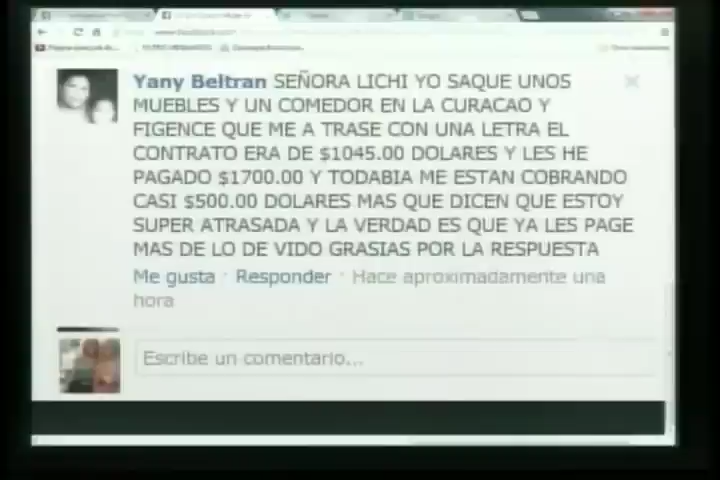 Yany Beltran SEÑORA LICHI YO SAQUE UNOS
MUEBLES Y UN COMEDOR EN LA CURACAO Y
FIGENCE QUE ME A TRASE CON UNA LETRA EL
CONTRATO ERA DE $1045.00 DOLARES Y LES HE
PAGADO $1700.00 Y TODABIA ME ESTAN COBRANDO
CASI $500.00 DOLARES MAS QUE DICEN QUE ESTOY
SUPER ATRASADA Y LA VERDAD ES QUE YA LES PAGE
MAS DE LO DE VIDO GRASIAS POR LA RESPUESTA
Me gusta · Responder · Hace aproximadamente una
hora
Escribe un comentario...